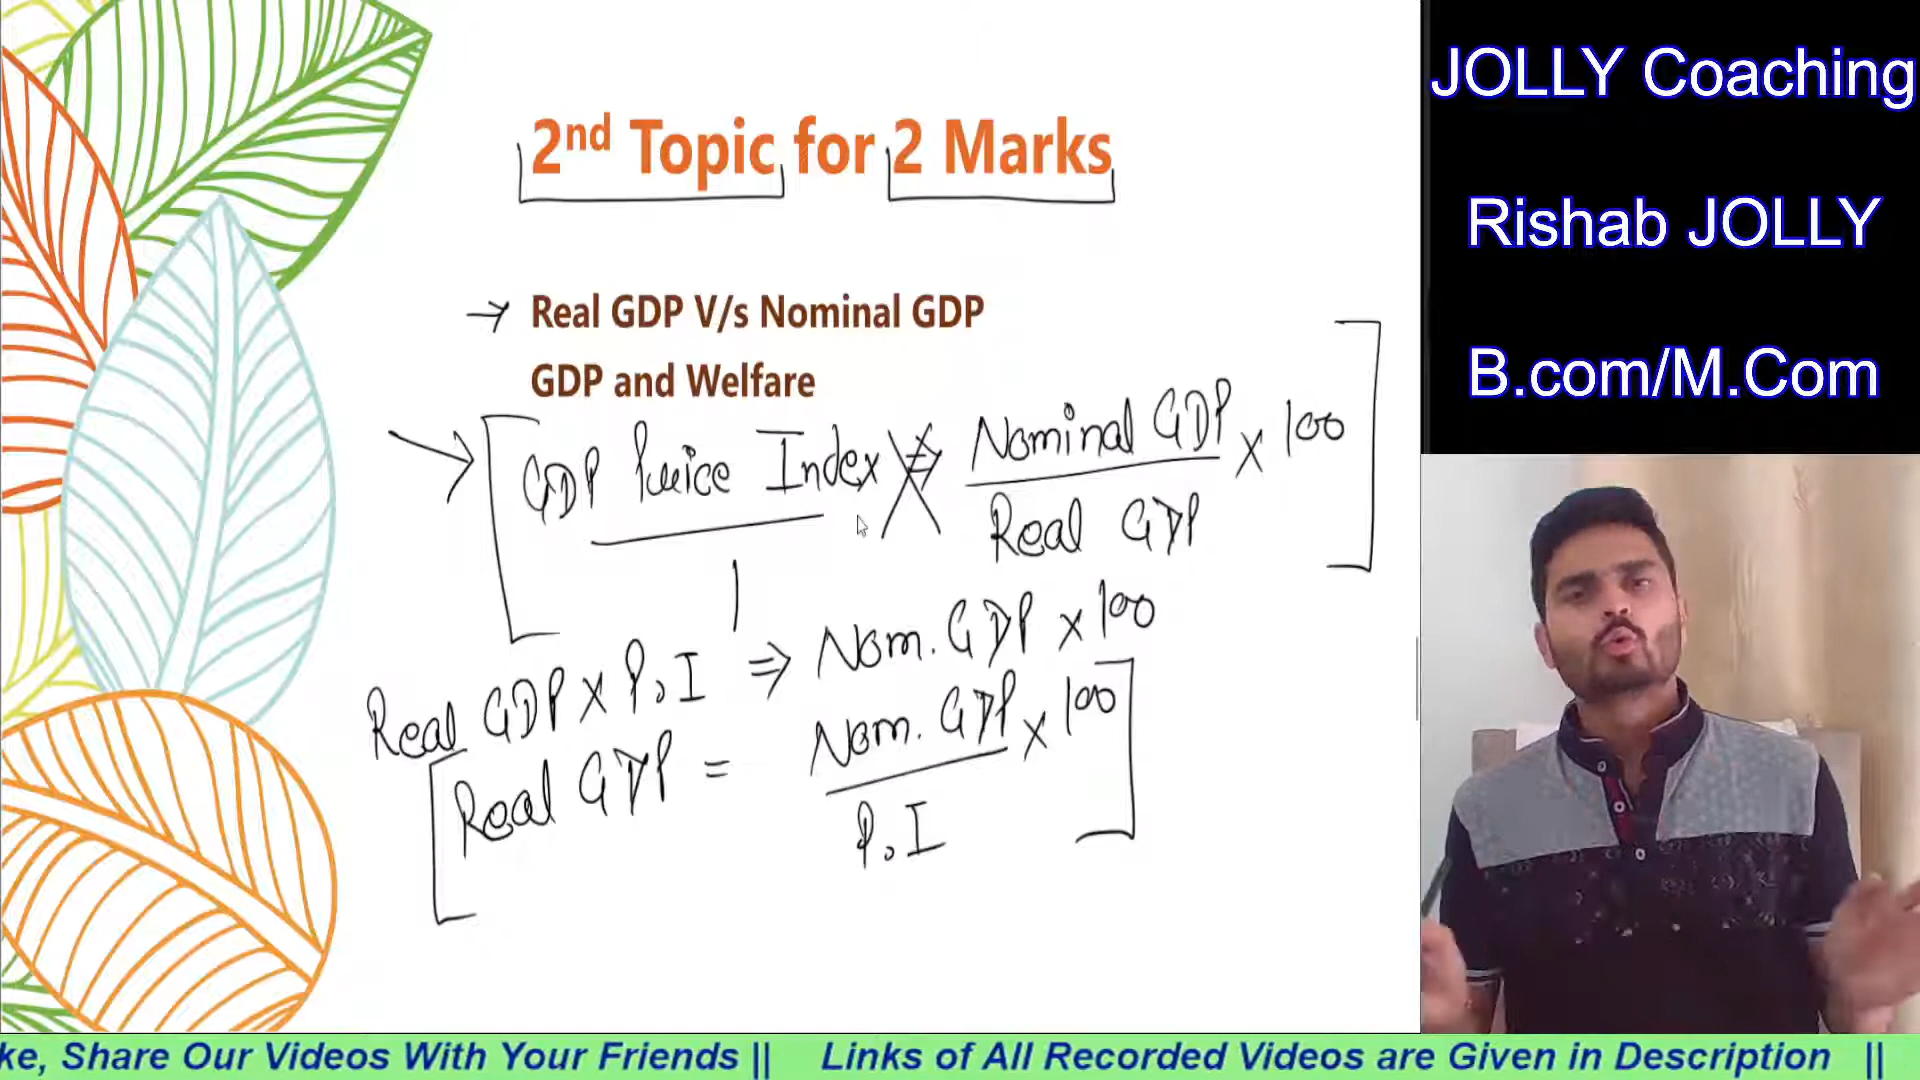 2nd Topic for 2 Marks
→ Real GDP V/s Nominal GDP
GDP and Welfare
GDP Price Index ⇒ Nominal GDP / Real GDP × 100
1
Real GDP × P.I ⇒ Nom. GDP × 100
Real GDP = Nom. GDP / P.I × 100
JOLLY Coaching
Rishab JOLLY
B.com/M.Com
ke, Share Our Videos With Your Friends || Links of All Recorded Videos are Given in Description ||